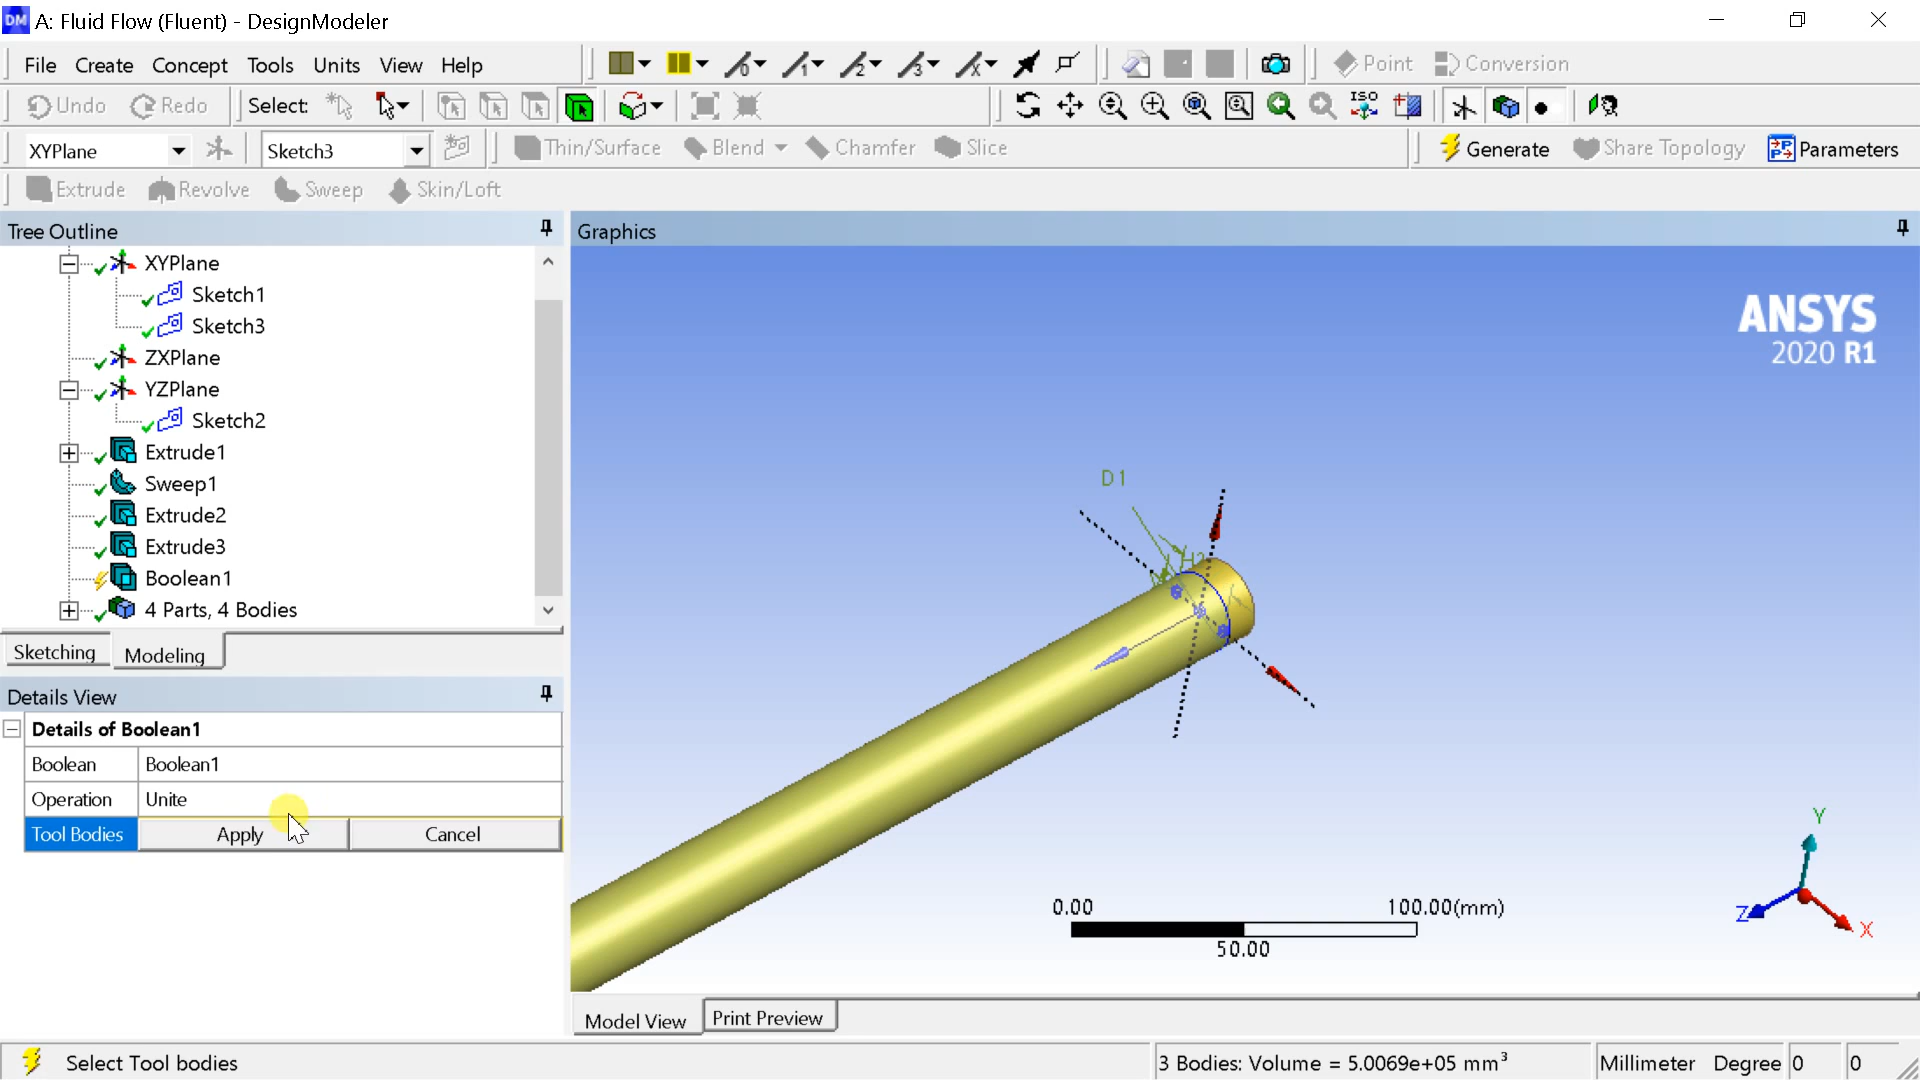 DM A: Fluid Flow (Fluent) - DesignModeler
File Create Concept Tools Units View Help Point Conversion
Undo Redo Select: ISO
XYPlane Sketch3 Thin/Surface Blend Chamfer Slice Generate Share Topology Parameters
Extrude Revolve Sweep Skin/Loft
Tree Outline
Graphics
XYPlane
Sketch1
Sketch3
ZXPlane
YZPlane
Sketch2
Extrude1
Sweep1
Extrude2
Extrude3
Boolean1
4 Parts, 4 Bodies
Sketching Modeling
Details View
Details of Boolean1
Boolean Boolean1
Operation Unite
Tool Bodies Apply Cancel
ANSYS
2020 R1
D1
H2
0.00 100.00(mm)
50.00
Y
Z
X
Model View Print Preview
Select Tool bodies 3 Bodies: Volume = 5.0069e+05 mm³ Millimeter Degree 0 0